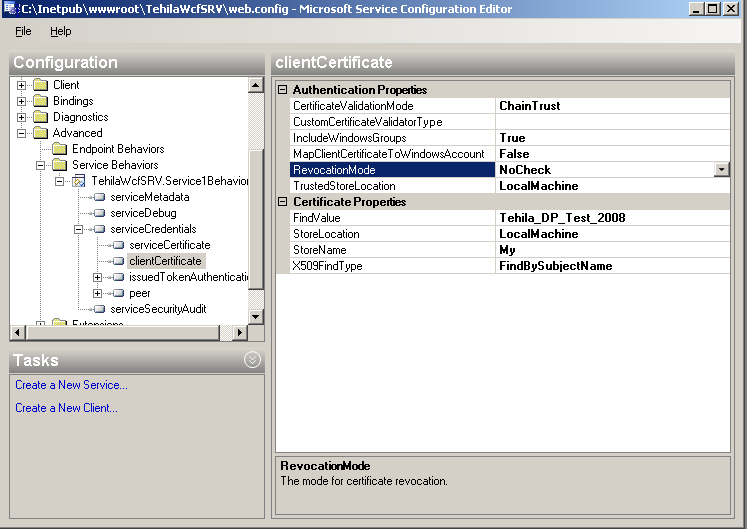 C:\Inetpub\wwwroot\TehilaWcfSRV\web.config - Microsoft Service Configuration Editor
File Help
Configuration
Client
Bindings
Diagnostics
Advanced
Endpoint Behaviors
Service Behaviors
TehilaWcfSRV.Service1Behavior
serviceMetadata
serviceDebug
serviceCredentials
serviceCertificate
clientCertificate
issuedTokenAuthenticati
peer
serviceSecurityAudit
Extensions
Tasks
Create a New Service...
Create a New Client...
clientCertificate
Authentication Properties
CertificateValidationMode ChainTrust
CustomCertificateValidatorType
IncludeWindowsGroups True
MapClientCertificateToWindowsAccount False
RevocationMode NoCheck
TrustedStoreLocation LocalMachine
Certificate Properties
FindValue Tehila_DP_Test_2008
StoreLocation LocalMachine
StoreName My
X509FindType FindBySubjectName
RevocationMode
The mode for certificate revocation.